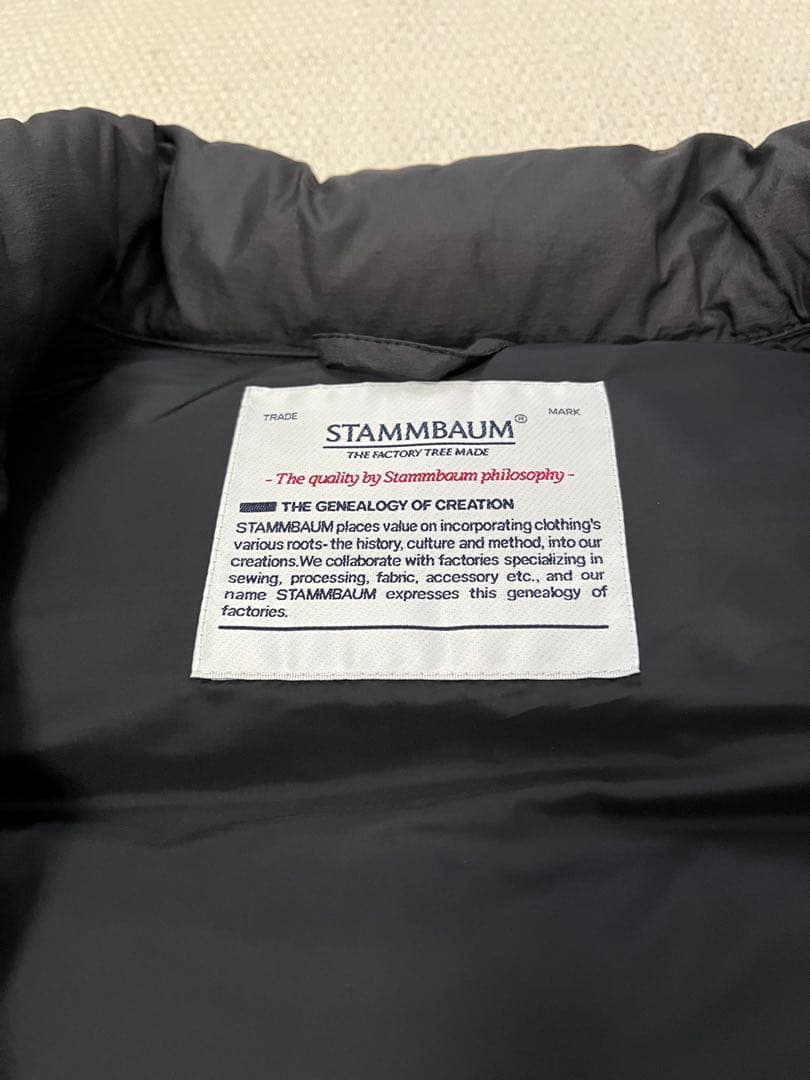 TRADE MARK
STAMMBAUM®
THE FACTORY TREE MADE
- The quality by Stammbaum philosophy -
THE GENEALOGY OF CREATION
STAMMBAUM places value on incorporating clothing's
various roots- the history, culture and method, into our
creations.We collaborate with factories specializing in
sewing, processing, fabric, accessory etc., and our
name STAMMBAUM expresses this genealogy of
factories.